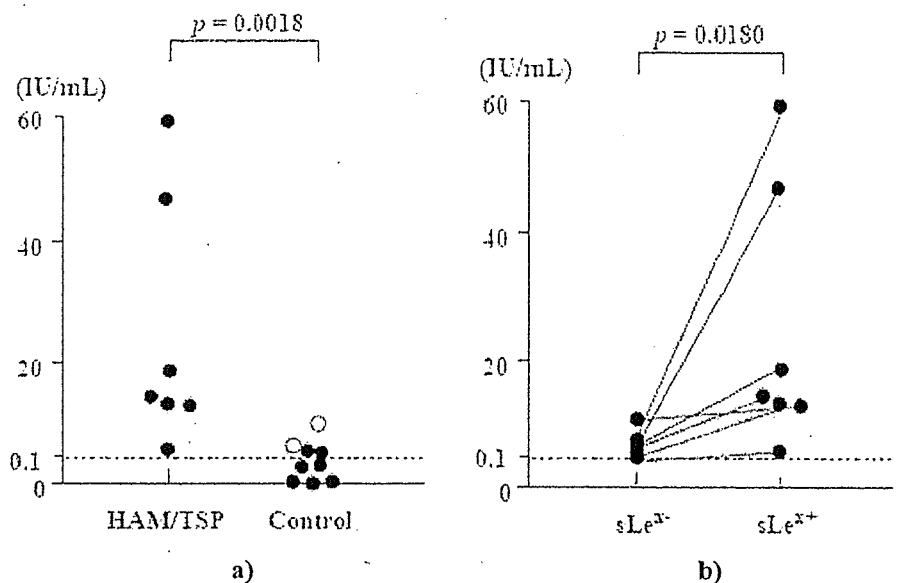 p = 0.0018
(IU/mL)
60
40
20
0.1
0
HAM/TSP Control
a)
p = 0.0180
(IU/mL)
60
40
20
0.1
0
sLeˣ⁻ sLeˣ⁺
b)